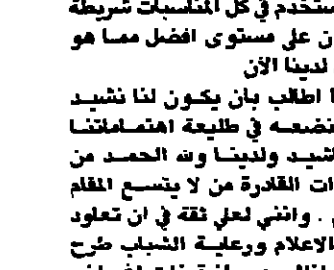 ستخدم في كل المناسبات شريطة
ن على مستوى افضل مما هو
لدينا الآن
ا اطالب بان يكون لنا نشيد
نضعه في طليعة اهتماماتنا
اشيد ولدينا ولله الحمد من
ات القادرة من لا يتسع المقام
. وانني لعلى ثقة في ان تعاود
الاعلام ورعاية الشباب طرح